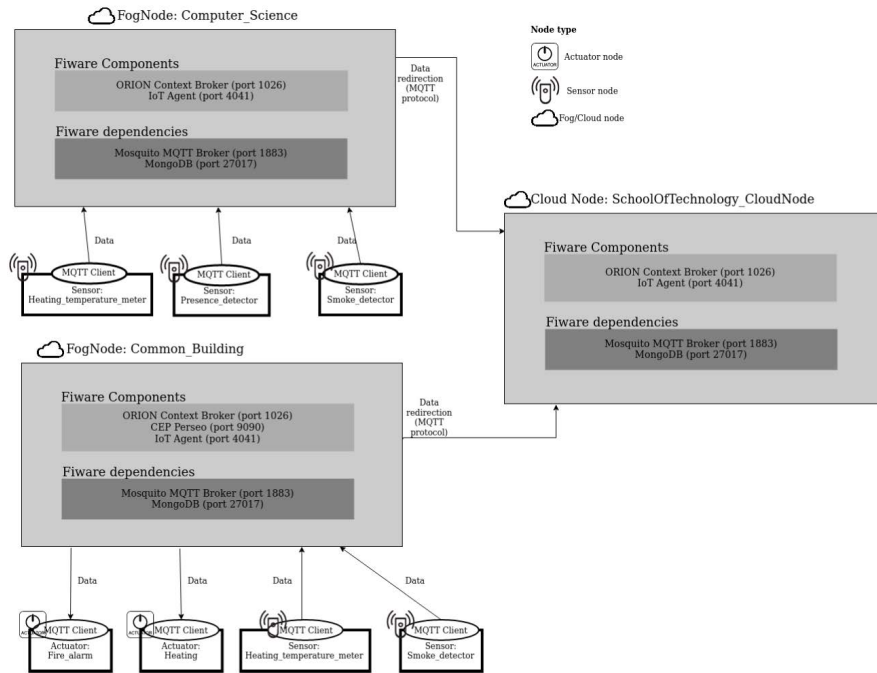 FogNode: Computer_Science
Fiware Components
ORION Context Broker (port 1026)
IoT Agent (port 4041)
Fiware dependencies
Mosquito MQTT Broker (port 1883)
MongoDB (port 27017)
Data
redirection
(MQTT
protocol)
Node type
ACTUATOR
Actuator node
Sensor node
Fog/Cloud node
Data
Data
Data
MQTT Client
Sensor:
Heating_temperature_meter
MQTT Client
Sensor:
Presence_detector
MQTT Client
Sensor:
Smoke_detector
Cloud Node: SchoolOfTechnology_CloudNode
Fiware Components
ORION Context Broker (port 1026)
IoT Agent (port 4041)
Fiware dependencies
Mosquito MQTT Broker (port 1883)
MongoDB (port 27017)
FogNode: Common_Building
Fiware Components
ORION Context Broker (port 1026)
CEP Perseo (port 9090)
IoT Agent (port 4041)
Fiware dependencies
Mosquito MQTT Broker (port 1883)
MongoDB (port 27017)
Data
redirection
(MQTT
protocol)
Data
Data
Data
Data
ACTUATOR
MQTT Client
Actuator:
Fire_alarm
ACTUATOR
MQTT Client
Actuator:
Heating
MQTT Client
Sensor:
Heating_temperature_meter
MQTT Client
Sensor:
Smoke_detector